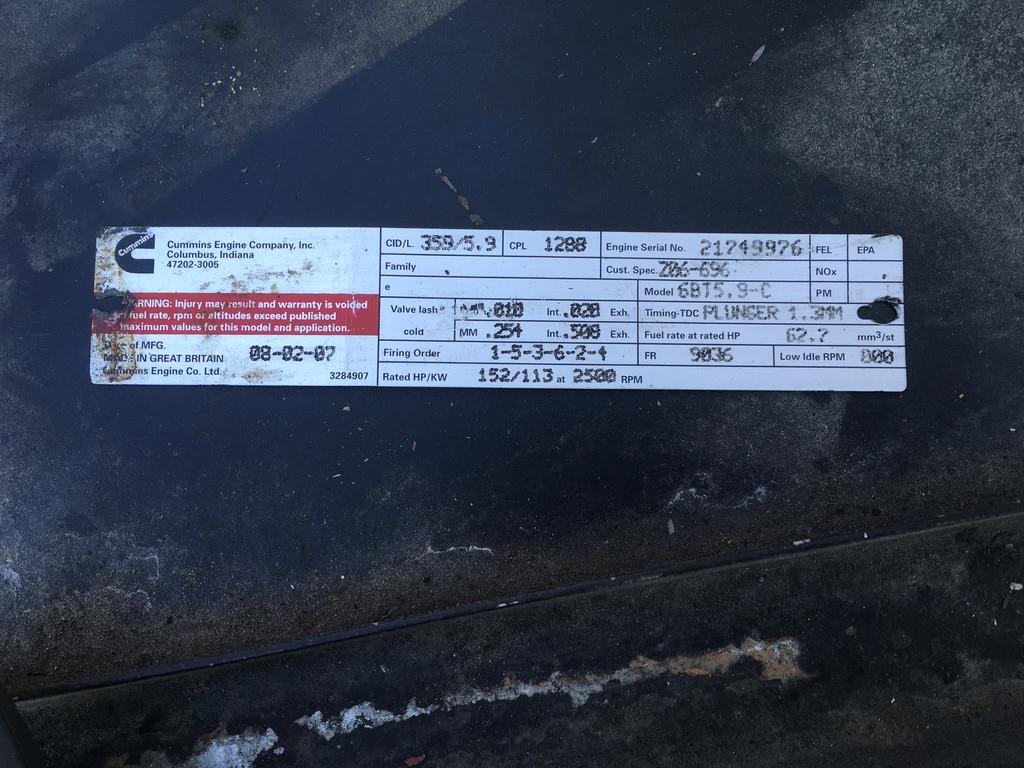 Cummins
Cummins Engine Company, Inc.
Columbus, Indiana
47202-3005
WARNING: Injury may result and warranty is voided
if fuel rate, rpm or altitudes exceed published
maximum values for this model and application.
Date of MFG. 08-02-07
MADE IN GREAT BRITAIN
Cummins Engine Co. Ltd. 3284907
CID/L. 359/5.9 CPL 1288 Engine Serial No. 21749976 FEL EPA
Family Cust. Spec. Z06-696 NOx
e Model 6BT5.9-C PM
Valve lash .010 Int. .020 Exh. Timing-TDC PLUNGER 1.3MM
cold MM .254 Int. .508 Exh. Fuel rate at rated HP 62.7 mm³/st
Firing Order 1-5-3-6-2-4 FR 9036 Low Idle RPM 800
Rated HP/KW 152/113 at 2500 RPM